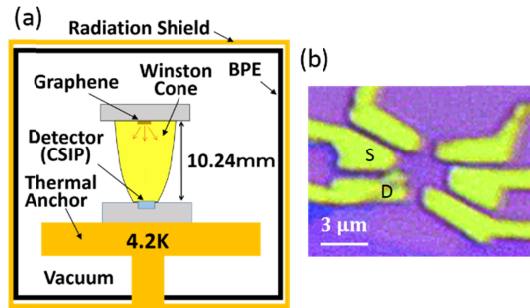 (a)
Radiation Shield
Graphene
Winston
Cone
BPE
Detector
(CSIP)
10.24mm
Thermal
Anchor
4.2K
Vacuum
(b)
S
D
3 μm